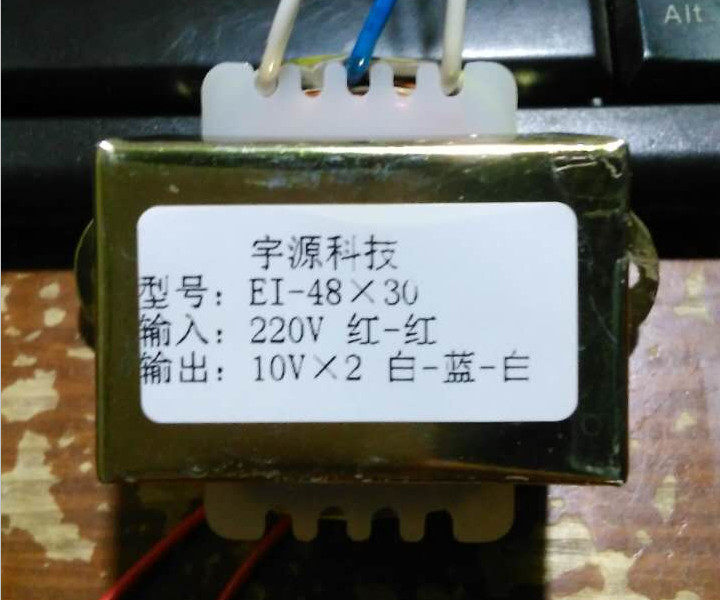 Alt
宇源科技
型号：EI-48×30
输入：220V 红-红
输出：10V×2 白-蓝-白